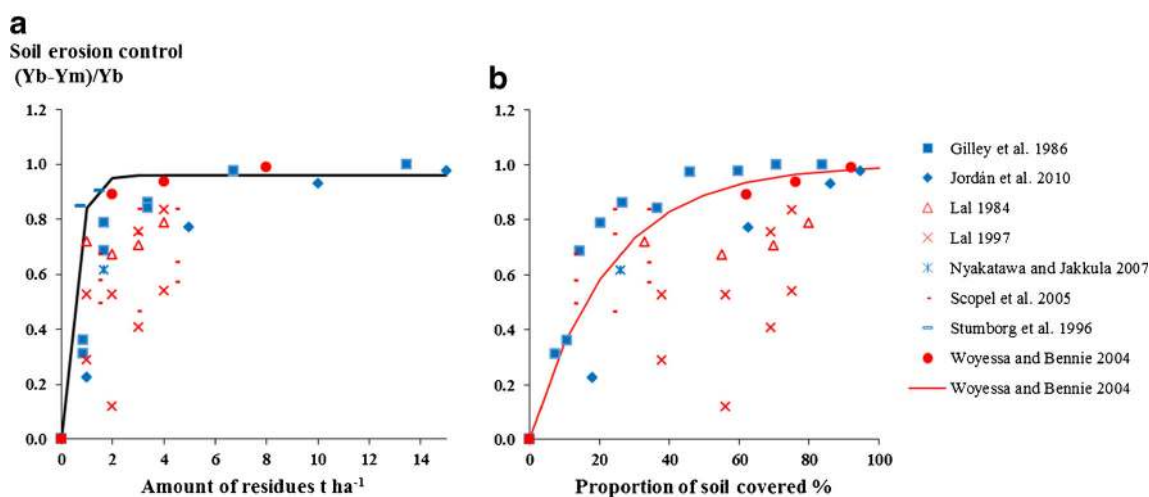 a
Soil erosion control
(Yb-Ym)/Yb
1.2
1.0
0.8
0.6
0.4
0.2
0.0
0 2 4 6 8 10 12 14
Amount of residues t ha⁻¹
b
1.2
1.0
0.8
0.6
0.4
0.2
0.0
0 20 40 60 80 100
Proportion of soil covered %
Gilley et al. 1986
Jordán et al. 2010
Lal 1984
Lal 1997
Nyakatawa and Jakkula 2007
Scopel et al. 2005
Stumborg et al. 1996
Woyessa and Bennie 2004
Woyessa and Bennie 2004